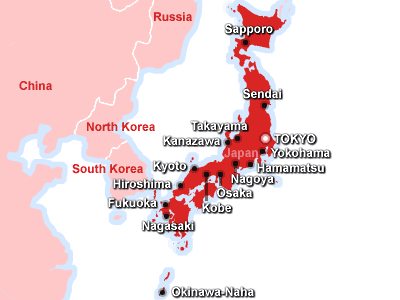 Russia
Sapporo
China
Sendai
North Korea
Takayama
TOKYO
Kanazawa
Japan
Yokohama
South Korea
Kyoto
Hamamatsu
Nagoya
Hiroshima
Osaka
Fukuoka
Kobe
Nagasaki
Okinawa-Naha